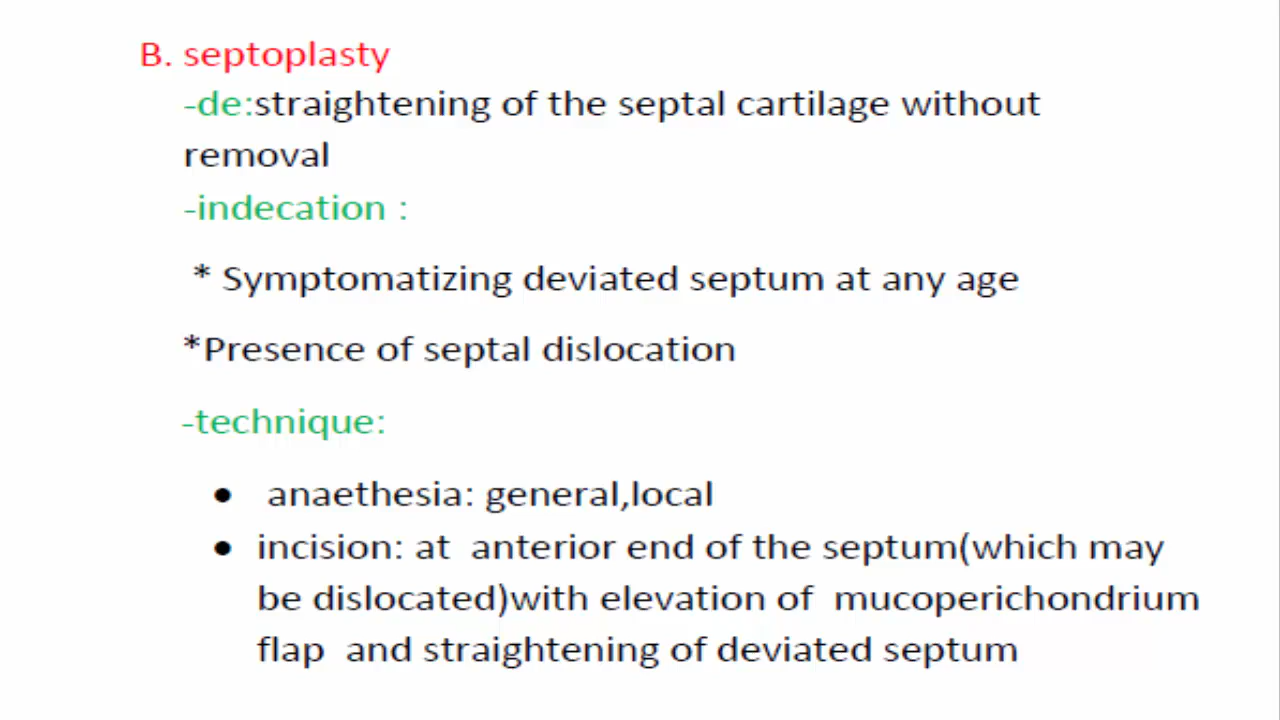 B. septoplasty
-de:straightening of the septal cartilage without
removal
-indecation :
* Symptomatizing deviated septum at any age
*Presence of septal dislocation
-technique:
● anaethesia: general,local
● incision: at anterior end of the septum(which may
be dislocated)with elevation of mucoperichondrium
flap and straightening of deviated septum